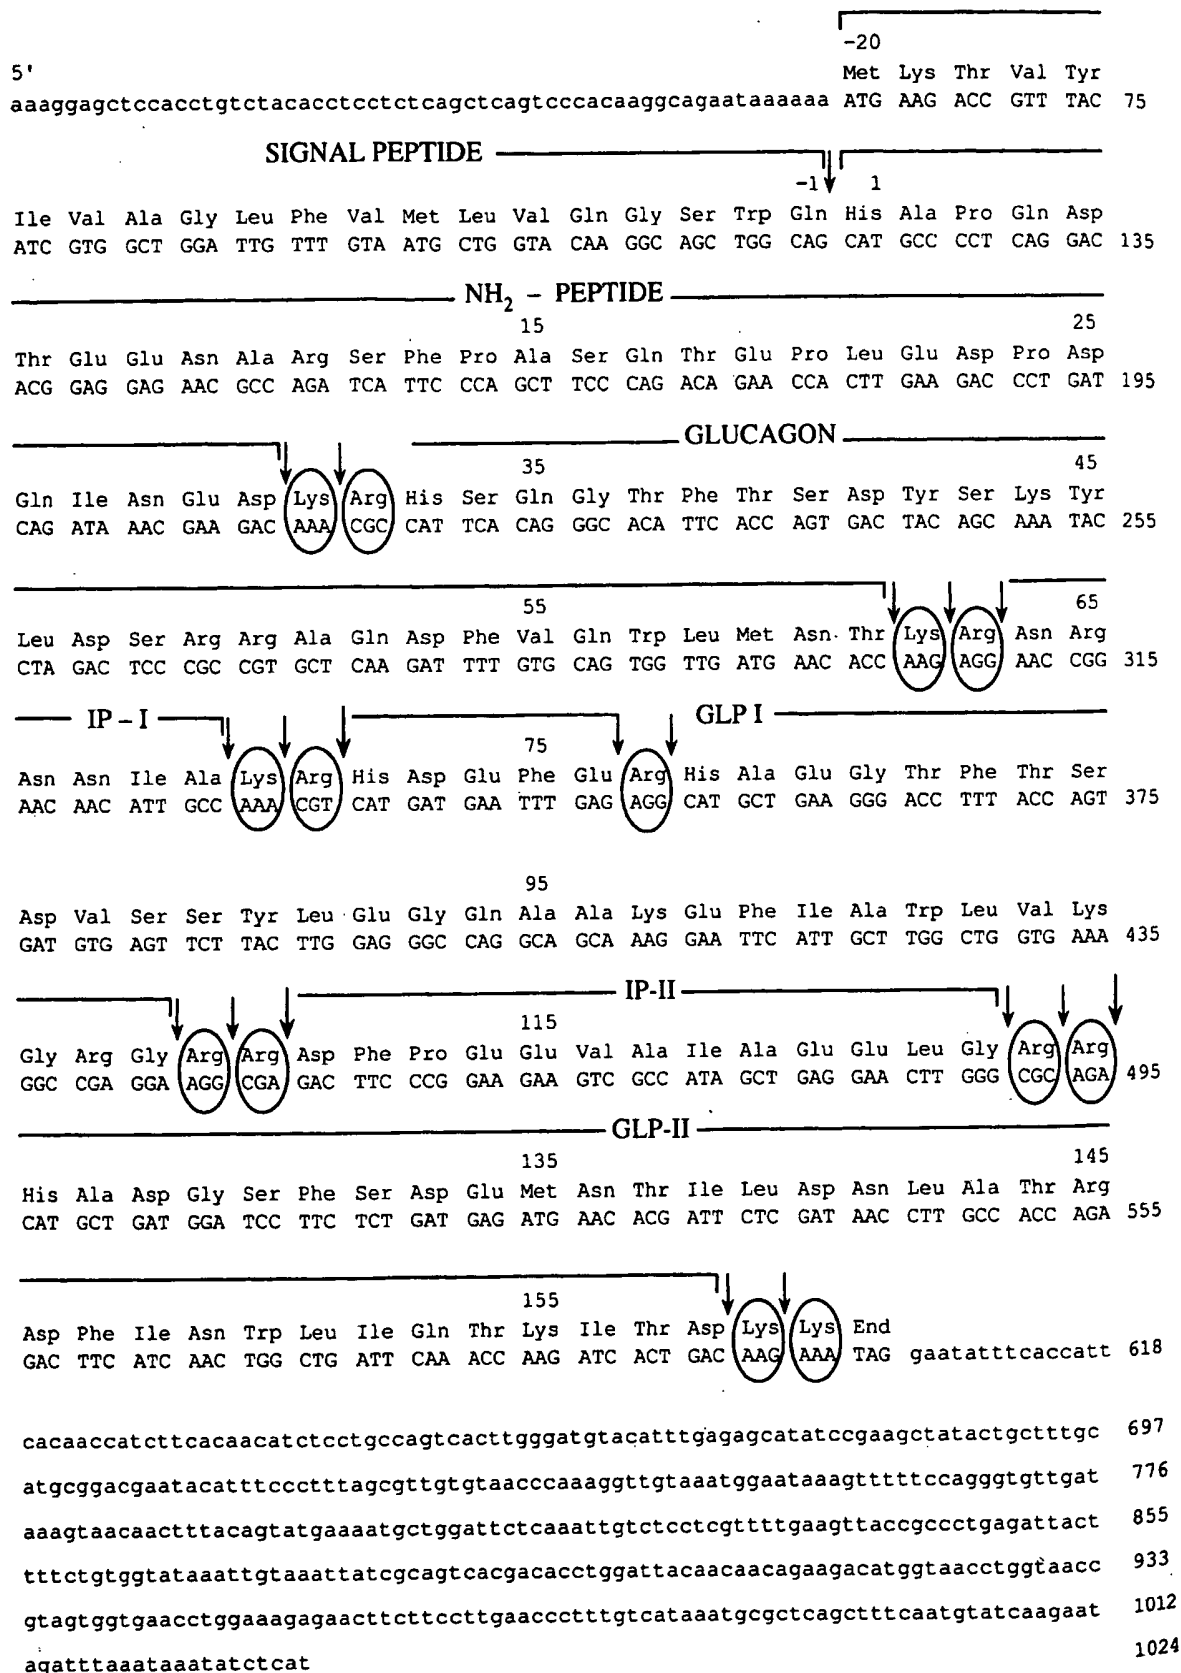 -20
5' Met Lys Thr Val Tyr
aaaggagctccacctgtctacacctcctctcagctcagtcccacaaggcagaataaaaaa ATG AAG ACC GTT TAC 75
SIGNAL PEPTIDE
-1 1
Ile Val Ala Gly Leu Phe Val Met Leu Val Gln Gly Ser Trp Gln His Ala Pro Gln Asp
ATC GTG GCT GGA TTG TTT GTA ATG CTG GTA CAA GGC AGC TGG CAG CAT GCC CCT CAG GAC 135
NH2 - PEPTIDE
15 25
Thr Glu Glu Asn Ala Arg Ser Phe Pro Ala Ser Gln Thr Glu Pro Leu Glu Asp Pro Asp
ACG GAG GAG AAC GCC AGA TCA TTC CCA GCT TCC CAG ACA GAA CCA CTT GAA GAC CCT GAT 195
GLUCAGON
35 45
Gln Ile Asn Glu Asp Lys Arg His Ser Gln Gly Thr Phe Thr Ser Asp Tyr Ser Lys Tyr
CAG ATA AAC GAA GAC AAA CGC CAT TCA CAG GGC ACA TTC ACC AGT GAC TAC AGC AAA TAC 255
55 65
Leu Asp Ser Arg Arg Ala Gln Asp Phe Val Gln Trp Leu Met Asn Thr Lys Arg Asn Arg
CTA GAC TCC CGC CGT GCT CAA GAT TTT GTG CAG TGG TTG ATG AAC ACC AAG AGG AAC CGG 315
IP - I GLP I
75
Asn Asn Ile Ala Lys Arg His Asp Glu Phe Glu Arg His Ala Glu Gly Thr Phe Thr Ser
AAC AAC ATT GCC AAA CGT CAT GAT GAA TTT GAG AGG CAT GCT GAA GGG ACC TTT ACC AGT 375
95
Asp Val Ser Ser Tyr Leu Glu Gly Gln Ala Ala Lys Glu Phe Ile Ala Trp Leu Val Lys
GAT GTG AGT TCT TAC TTG GAG GGC CAG GCA GCA AAG GAA TTC ATT GCT TGG CTG GTG AAA 435
IP-II
115
Gly Arg Gly Arg Arg Asp Phe Pro Glu Glu Val Ala Ile Ala Glu Glu Leu Gly Arg Arg
GGC CGA GGA AGG CGA GAC TTC CCG GAA GAA GTC GCC ATA GCT GAG GAA CTT GGG CGC AGA 495
GLP-II
135 145
His Ala Asp Gly Ser Phe Ser Asp Glu Met Asn Thr Ile Leu Asp Asn Leu Ala Thr Arg
CAT GCT GAT GGA TCC TTC TCT GAT GAG ATG AAC ACG ATT CTC GAT AAC CTT GCC ACC AGA 555
155
Asp Phe Ile Asn Trp Leu Ile Gln Thr Lys Ile Thr Asp Lys Lys End
GAC TTC ATC AAC TGG CTG ATT CAA ACC AAG ATC ACT GAC AAG AAA TAG gaatatttcaccatt 618
cacaaccatcttcacaacatctcctgccagtcacttgggatgtacatttgagagcatatccgaagctatactgctttgc 697
atgcggacgaatacatttccctttagcgttgtgtaacccaaaggttgtaaatggaataaagtttttccagggtgttgat 776
aaagtaacaactttacagtatgaaaatgctggattctcaaattgtctcctcgttttgaagttaccgccctgagattact 855
tttctgtggtataaattgtaaattatcgcagtcacgacacctggattacaacaacagaagacatggtaacctggtaacc 933
gtagtggtgaacctggaaagagaacttcttccttgaaccctttgtcataaatgcgctcagctttcaatgtatcaagaat 1012
agatttaaataaatatctcat 1024